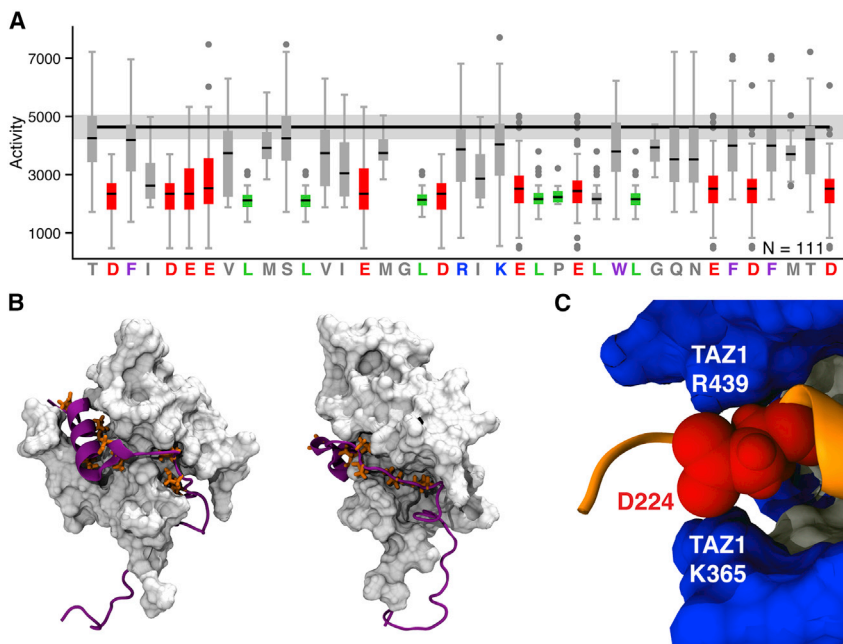 A
7000
5000
3000
1000
Activity
N = 111
T D F I D E E V L M S L V I E M G L D R I K E L P E L W L G Q N E F D F M T D
B
C
TAZ1
R439
D224
TAZ1
K365